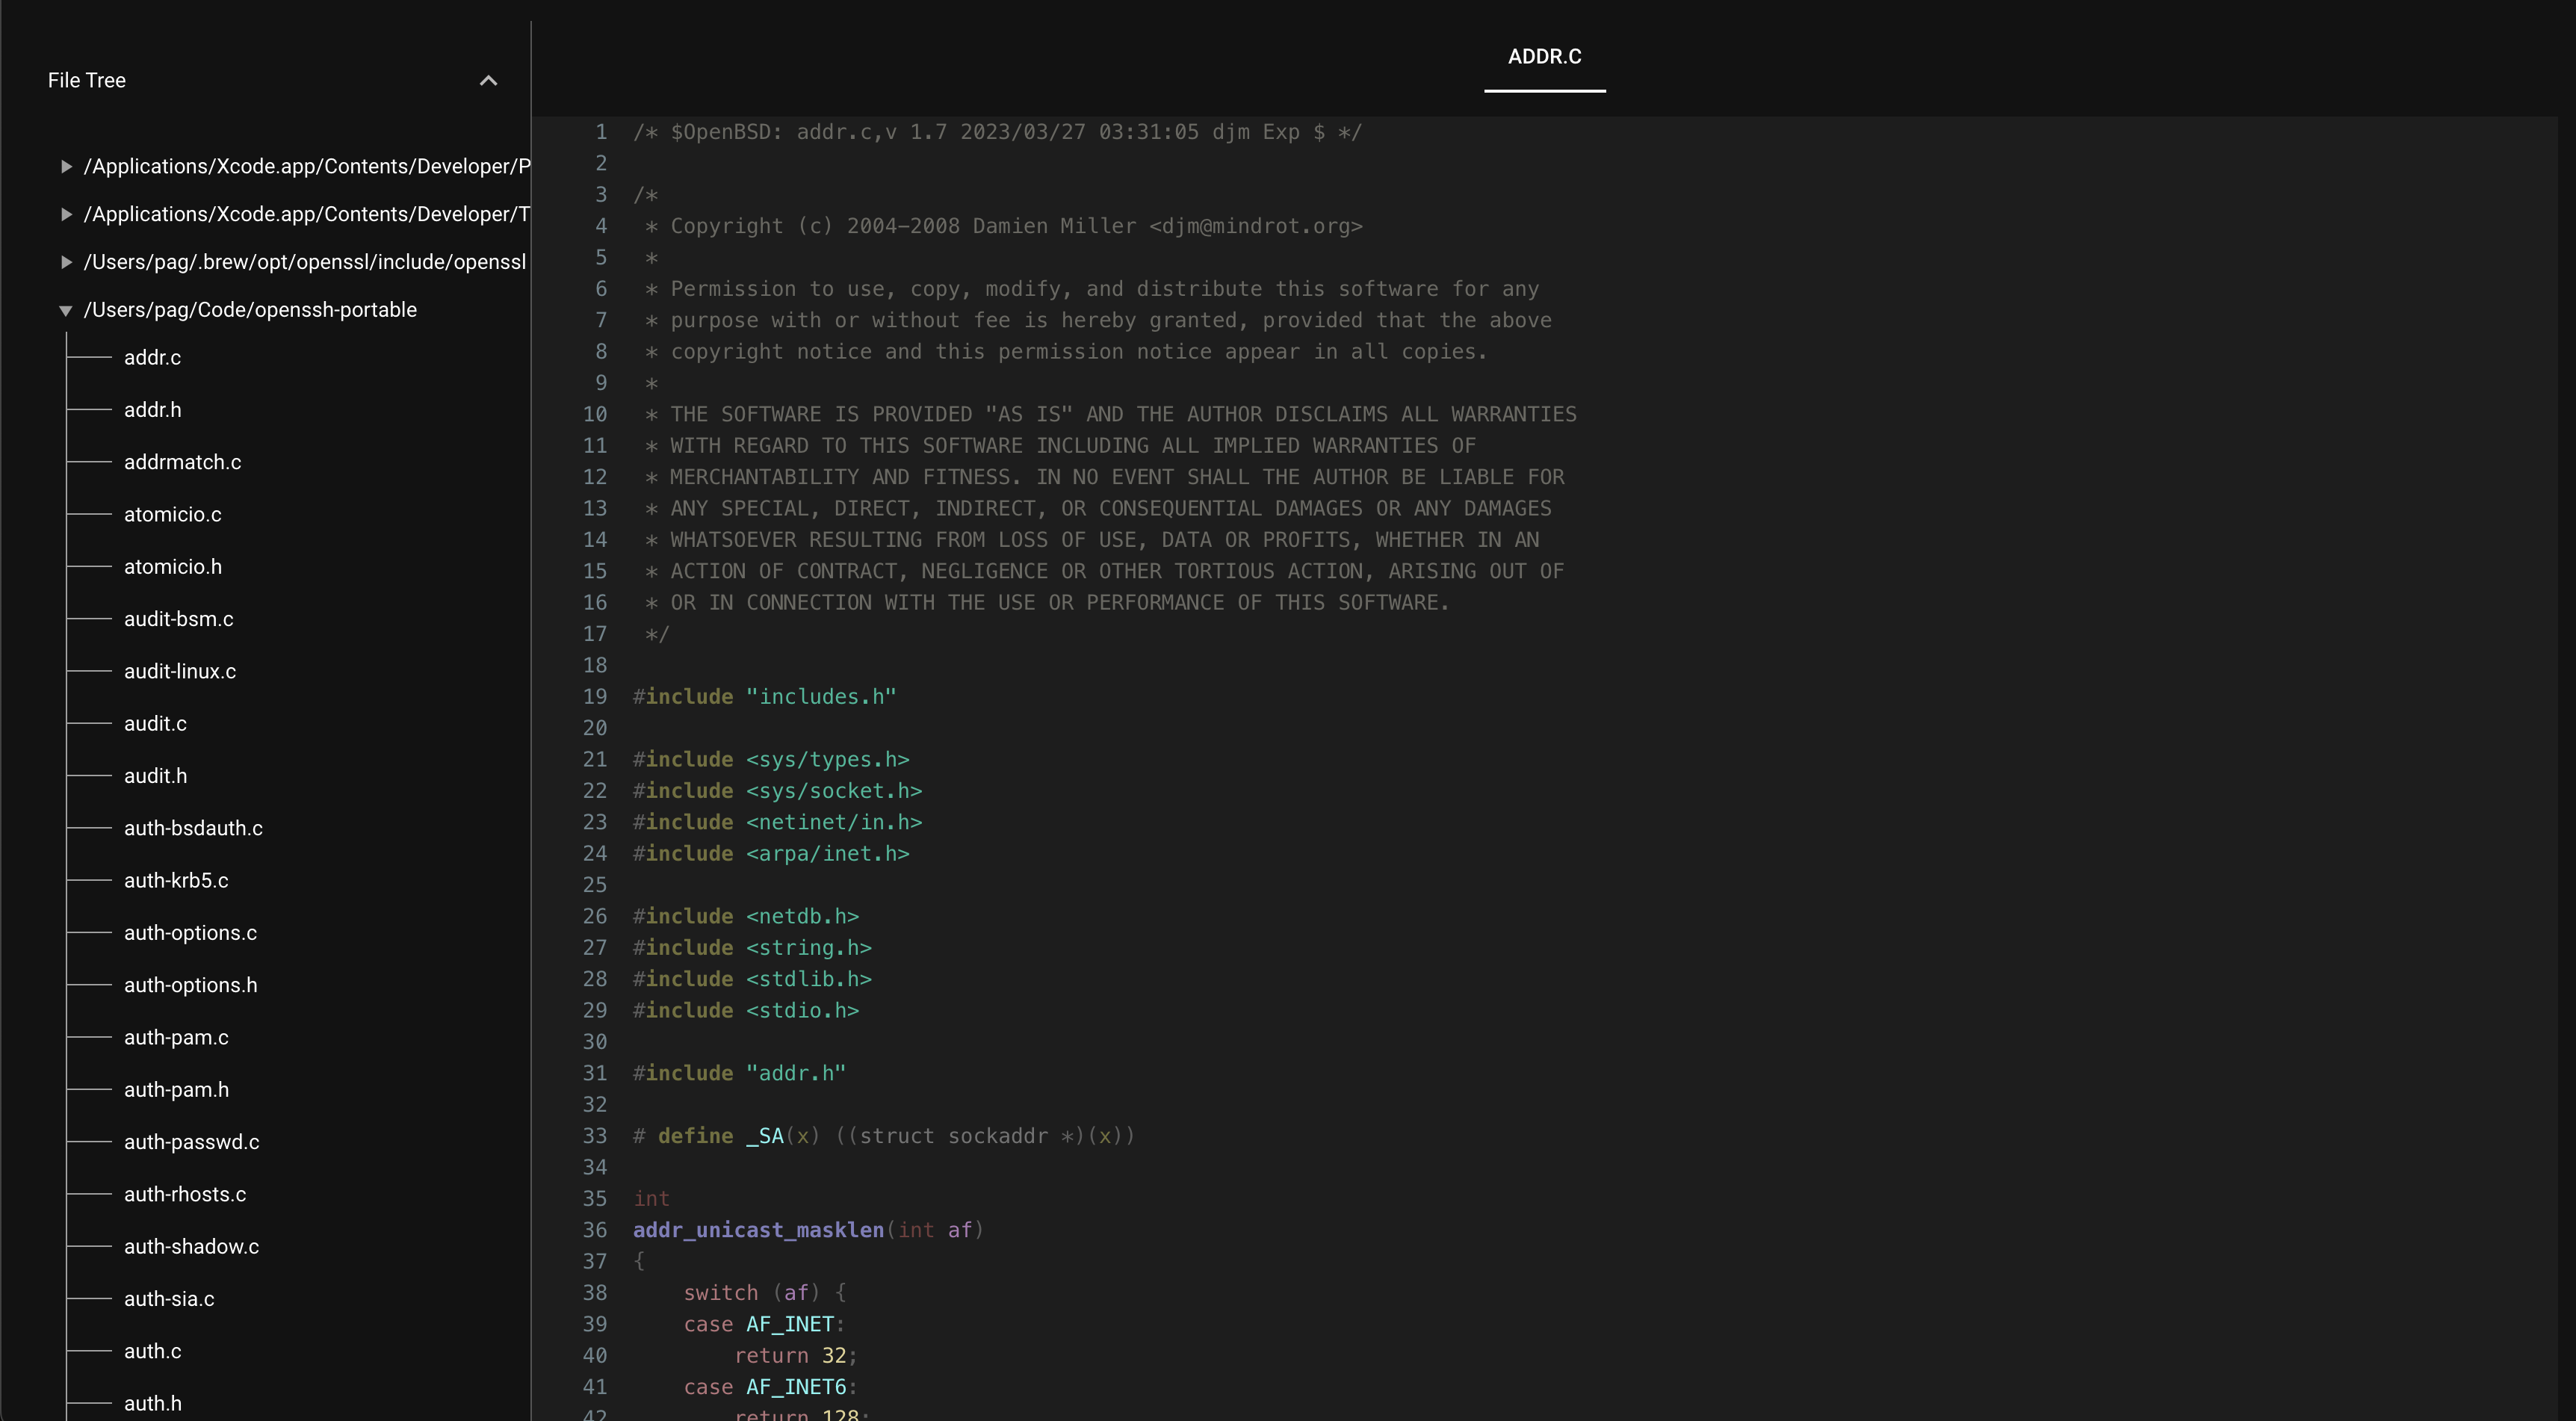 File Tree
/Applications/Xcode.app/Contents/Developer/P
/Applications/Xcode.app/Contents/Developer/T
/Users/pag/.brew/opt/openssl/include/openssl
/Users/pag/Code/openssh-portable
addr.c
addr.h
addrmatch.c
atomicio.c
atomicio.h
audit-bsm.c
audit-linux.c
audit.c
audit.h
auth-bsdauth.c
auth-krb5.c
auth-options.c
auth-options.h
auth-pam.c
auth-pam.h
auth-passwd.c
auth-rhosts.c
auth-shadow.c
auth-sia.c
auth.c
auth.h
ADDR.C
1 /* $OpenBSD: addr.c,v 1.7 2023/03/27 03:31:05 djm Exp $ */
2
3 /*
4  * Copyright (c) 2004-2008 Damien Miller <djm@mindrot.org>
5  *
6  * Permission to use, copy, modify, and distribute this software for any
7  * purpose with or without fee is hereby granted, provided that the above
8  * copyright notice and this permission notice appear in all copies.
9  *
10  * THE SOFTWARE IS PROVIDED "AS IS" AND THE AUTHOR DISCLAIMS ALL WARRANTIES
11  * WITH REGARD TO THIS SOFTWARE INCLUDING ALL IMPLIED WARRANTIES OF
12  * MERCHANTABILITY AND FITNESS. IN NO EVENT SHALL THE AUTHOR BE LIABLE FOR
13  * ANY SPECIAL, DIRECT, INDIRECT, OR CONSEQUENTIAL DAMAGES OR ANY DAMAGES
14  * WHATSOEVER RESULTING FROM LOSS OF USE, DATA OR PROFITS, WHETHER IN AN
15  * ACTION OF CONTRACT, NEGLIGENCE OR OTHER TORTIOUS ACTION, ARISING OUT OF
16  * OR IN CONNECTION WITH THE USE OR PERFORMANCE OF THIS SOFTWARE.
17  */
18
19 #include "includes.h"
20
21 #include <sys/types.h>
22 #include <sys/socket.h>
23 #include <netinet/in.h>
24 #include <arpa/inet.h>
25
26 #include <netdb.h>
27 #include <string.h>
28 #include <stdlib.h>
29 #include <stdio.h>
30
31 #include "addr.h"
32
33 # define _SA(x) ((struct sockaddr *)(x))
34
35 int
36 addr_unicast_masklen(int af)
37 {
38     switch (af) {
39     case AF_INET:
40         return 32;
41     case AF_INET6:
42         return 128;